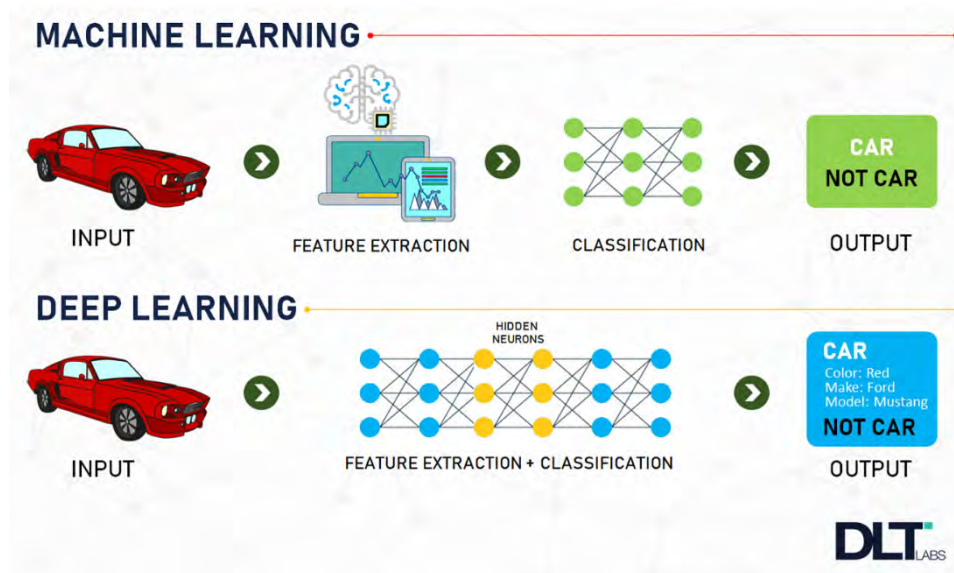 MACHINE LEARNING
INPUT
FEATURE EXTRACTION
CLASSIFICATION
CAR
NOT CAR
OUTPUT
DEEP LEARNING
INPUT
HIDDEN
NEURONS
FEATURE EXTRACTION + CLASSIFICATION
CAR
Color: Red
Make: Ford
Model: Mustang
NOT CAR
OUTPUT
DLT LABS